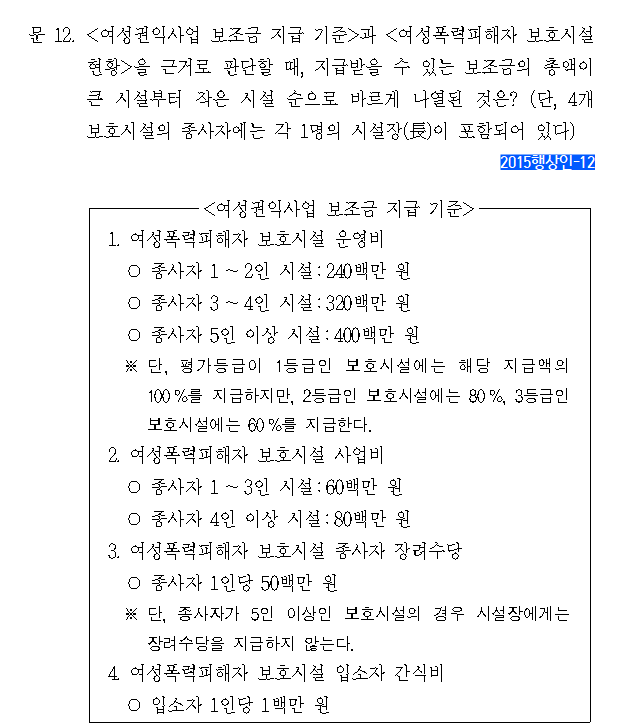 문 12. <여성권익사업 보조금 지급 기준>과 <여성폭력피해자 보호시설
현황>을 근거로 판단할 때, 지급받을 수 있는 보조금의 총액이
큰 시설부터 작은 시설 순으로 바르게 나열된 것은? (단, 4개
보호시설의 종사자에는 각 1명의 시설장(長)이 포함되어 있다)
2015행상인-12
<여성권익사업 보조금 지급 기준>
1. 여성폭력피해자 보호시설 운영비
○ 종사자 1 ~ 2인 시설 : 240백만 원
○ 종사자 3 ~ 4인 시설 : 320백만 원
○ 종사자 5인 이상 시설 : 400백만 원
※ 단, 평가등급이 1등급인 보호시설에는 해당 지급액의
100 %를 지급하지만, 2등급인 보호시설에는 80 %, 3등급인
보호시설에는 60 %를 지급한다.
2. 여성폭력피해자 보호시설 사업비
○ 종사자 1 ~ 3인 시설 : 60백만 원
○ 종사자 4인 이상 시설 : 80백만 원
3. 여성폭력피해자 보호시설 종사자 장려수당
○ 종사자 1인당 50백만 원
※ 단, 종사자가 5인 이상인 보호시설의 경우 시설장에게는
장려수당을 지급하지 않는다.
4. 여성폭력피해자 보호시설 입소자 간식비
○ 입소자 1인당 1백만 원